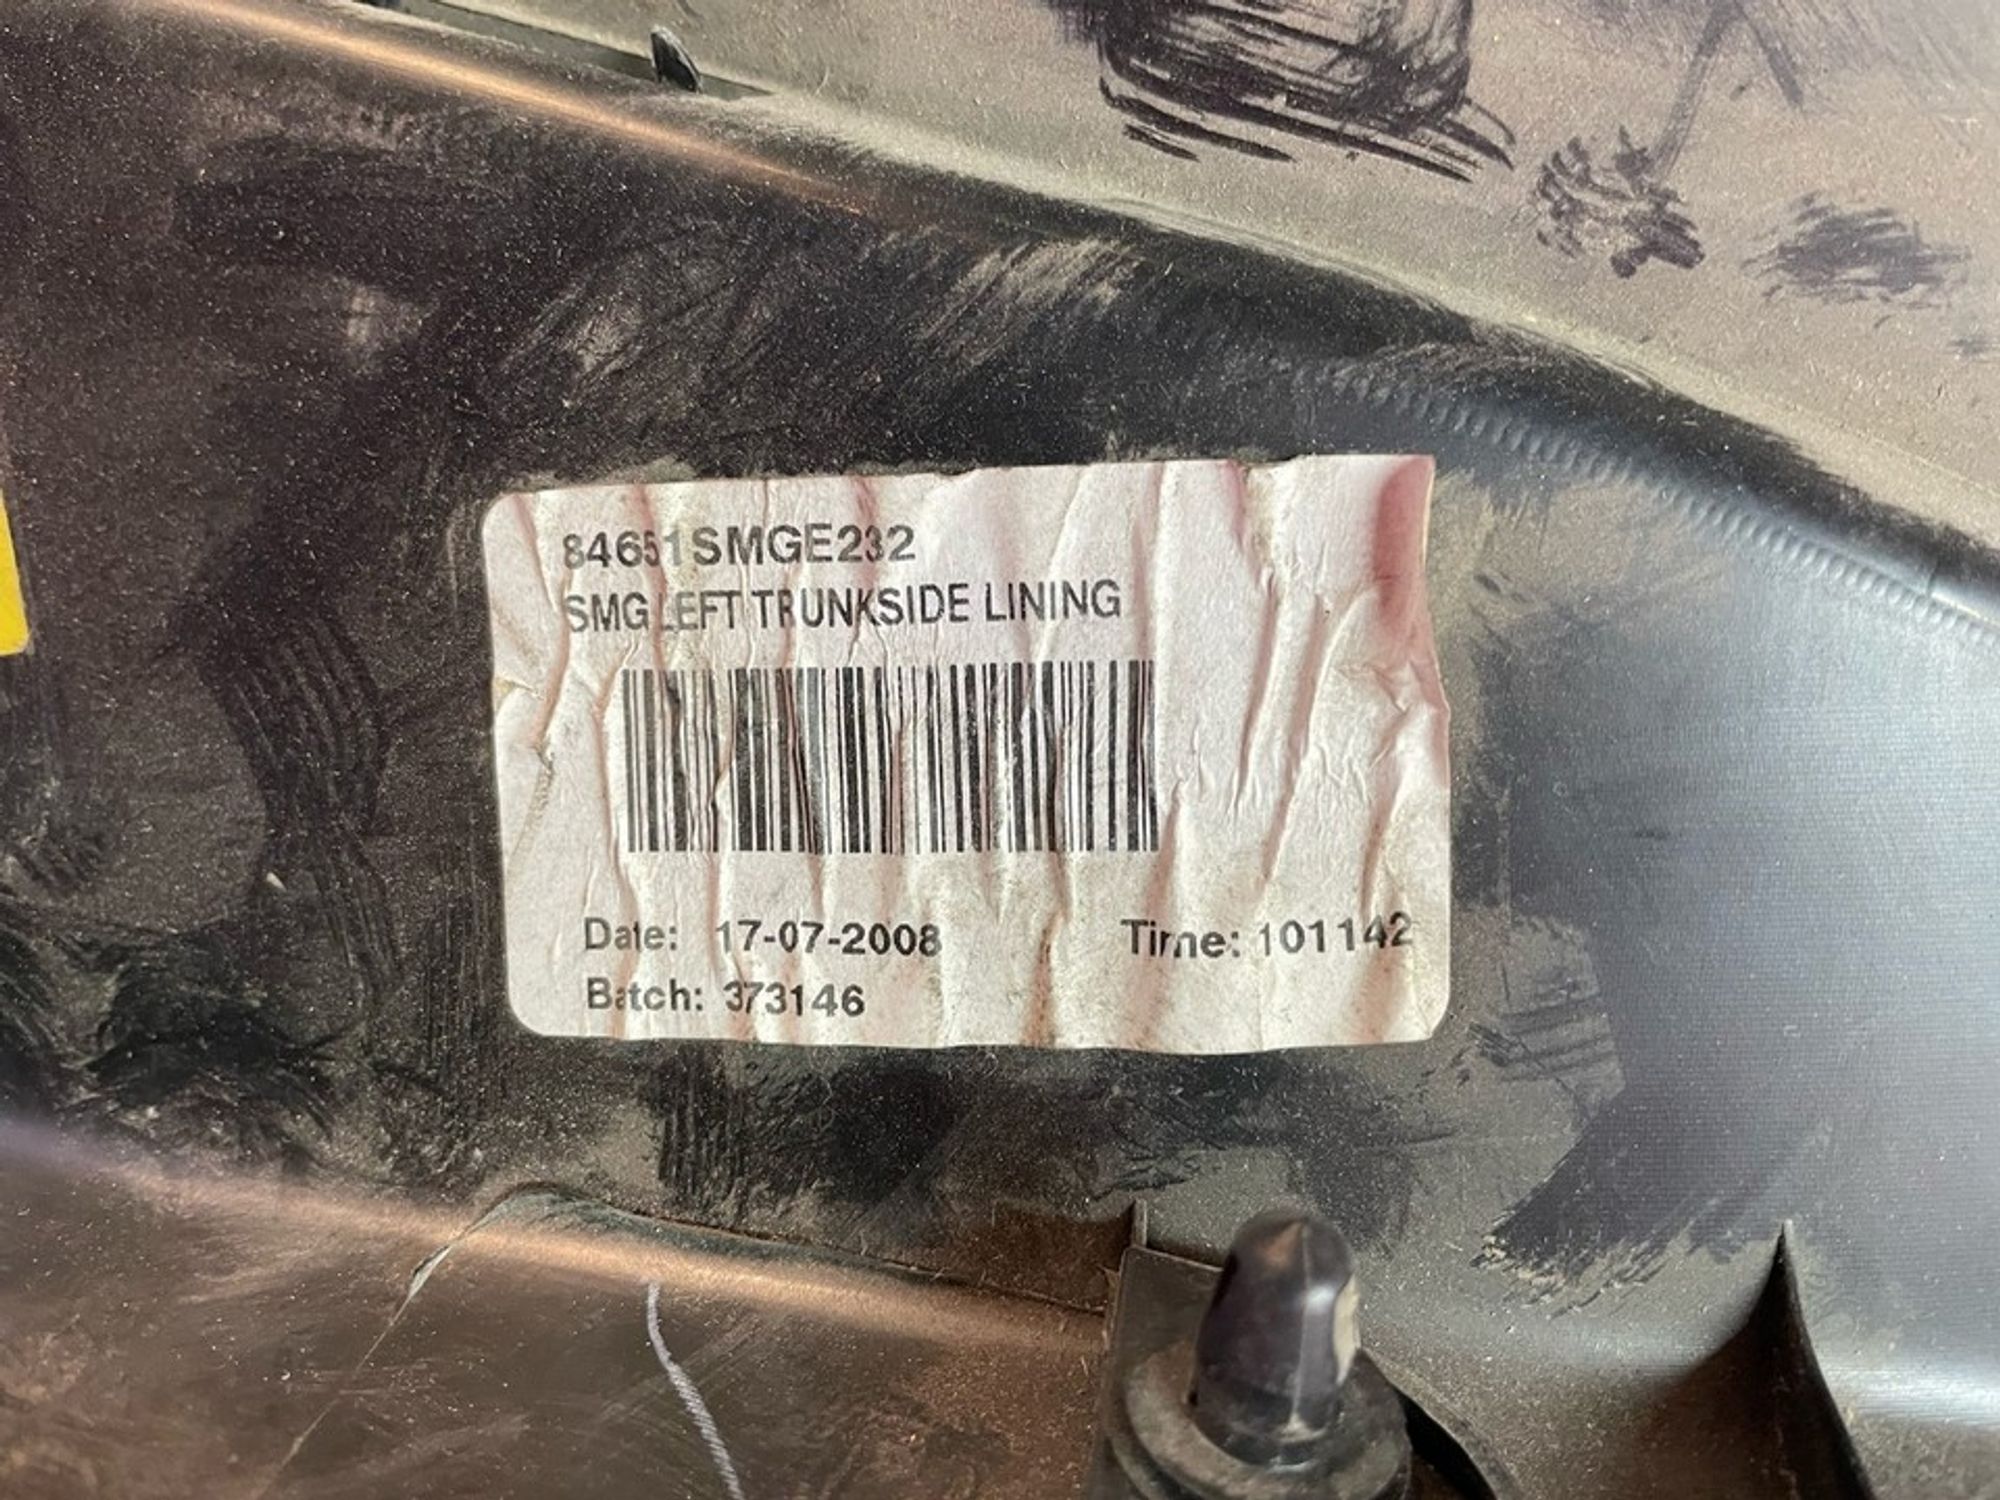 84651SMGE232
SMG LEFT TRUNKSIDE LINING
Date: 17-07-2008 Time: 101142
Batch: 373146